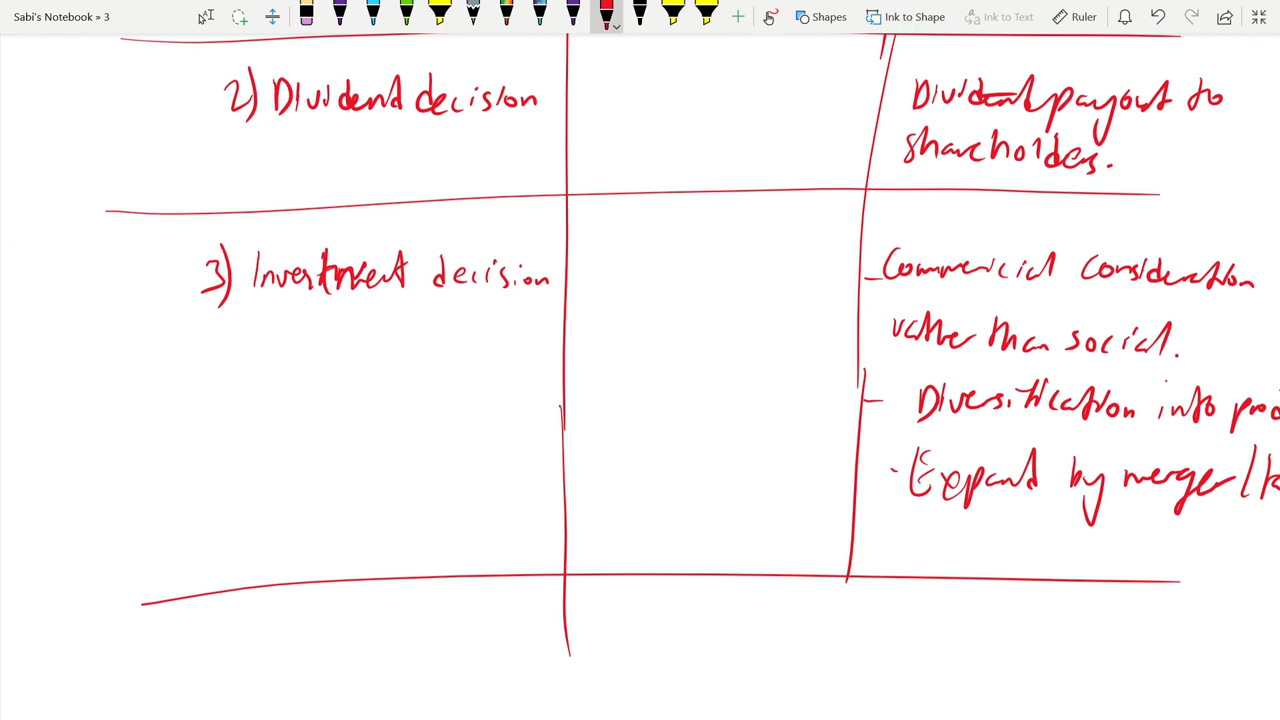 Sabi's Notebook » 3
Shapes
Ink to Shape
Ink to Text
Ruler
2) Dividend decision
Dividend payout to
shareholders.
3) Investment decision
- Commericial consideration
rather than social.
- Diversification into
- Expand by merger/